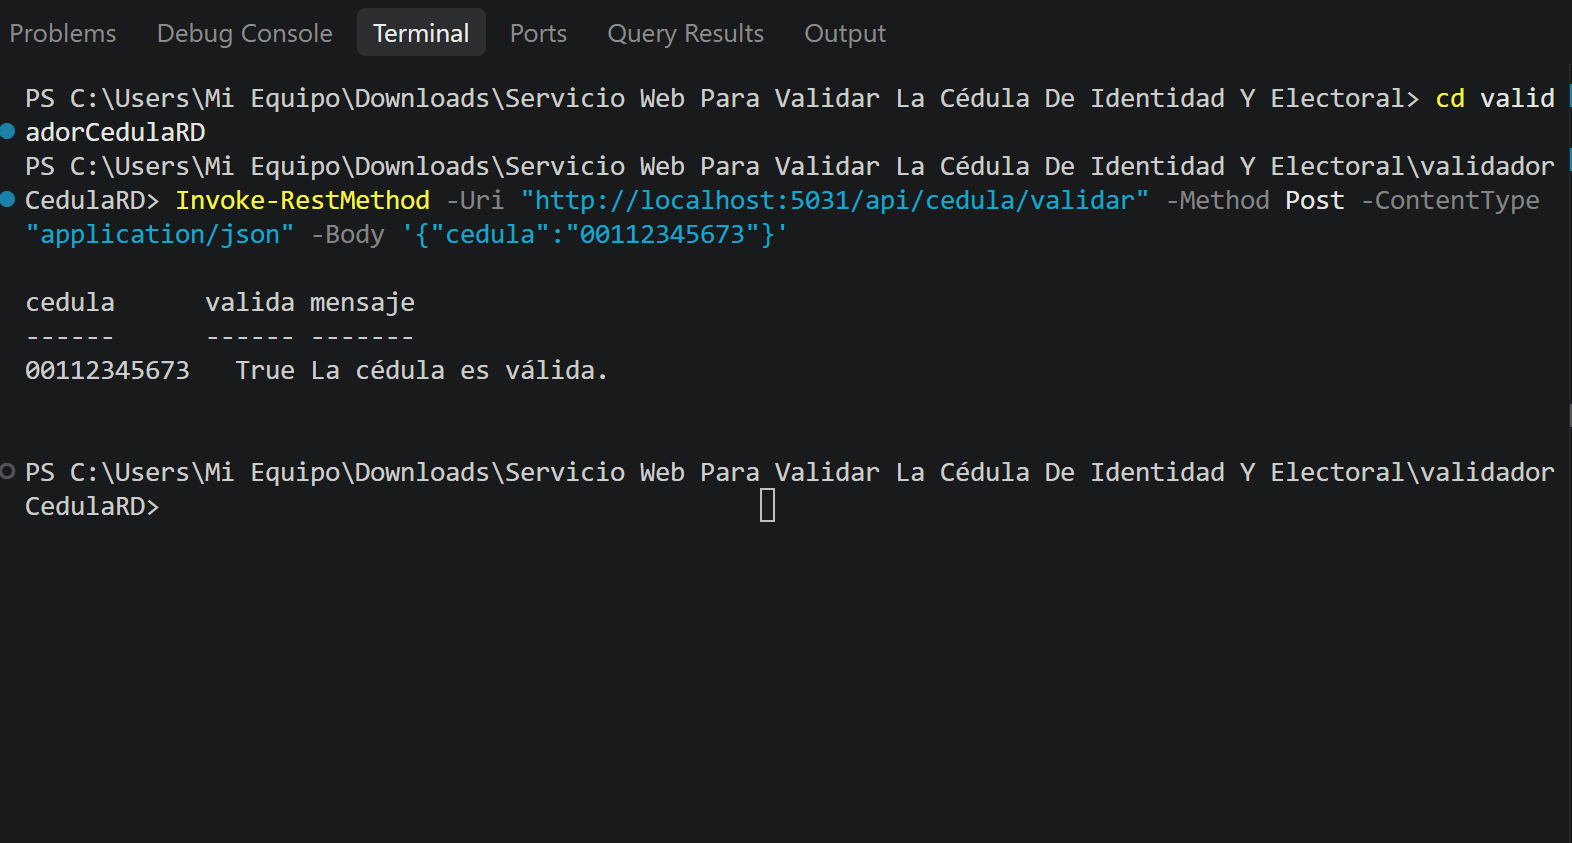 Problems Debug Console Terminal Ports Query Results Output
PS C:\Users\Mi Equipo\Downloads\Servicio Web Para Validar La Cédula De Identidad Y Electoral> cd valid
adorCedulaRD
PS C:\Users\Mi Equipo\Downloads\Servicio Web Para Validar La Cédula De Identidad Y Electoral\validador
CedulaRD> Invoke-RestMethod -Uri "http://localhost:5031/api/cedula/validar" -Method Post -ContentType
"application/json" -Body '{"cedula":"00112345673"}'
cedula valida mensaje
------ ------ -------
00112345673 True La cédula es válida.
PS C:\Users\Mi Equipo\Downloads\Servicio Web Para Validar La Cédula De Identidad Y Electoral\validador
CedulaRD>